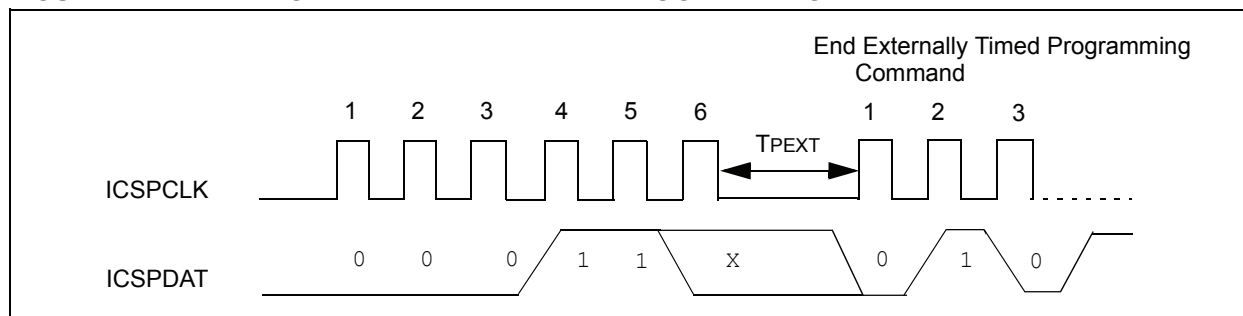 End Externally Timed Programming
Command
1 2 3 4 5 6 1 2 3
TPEXT
ICSPCLK
ICSPDAT
0 0 0 1 1 X 0 1 0